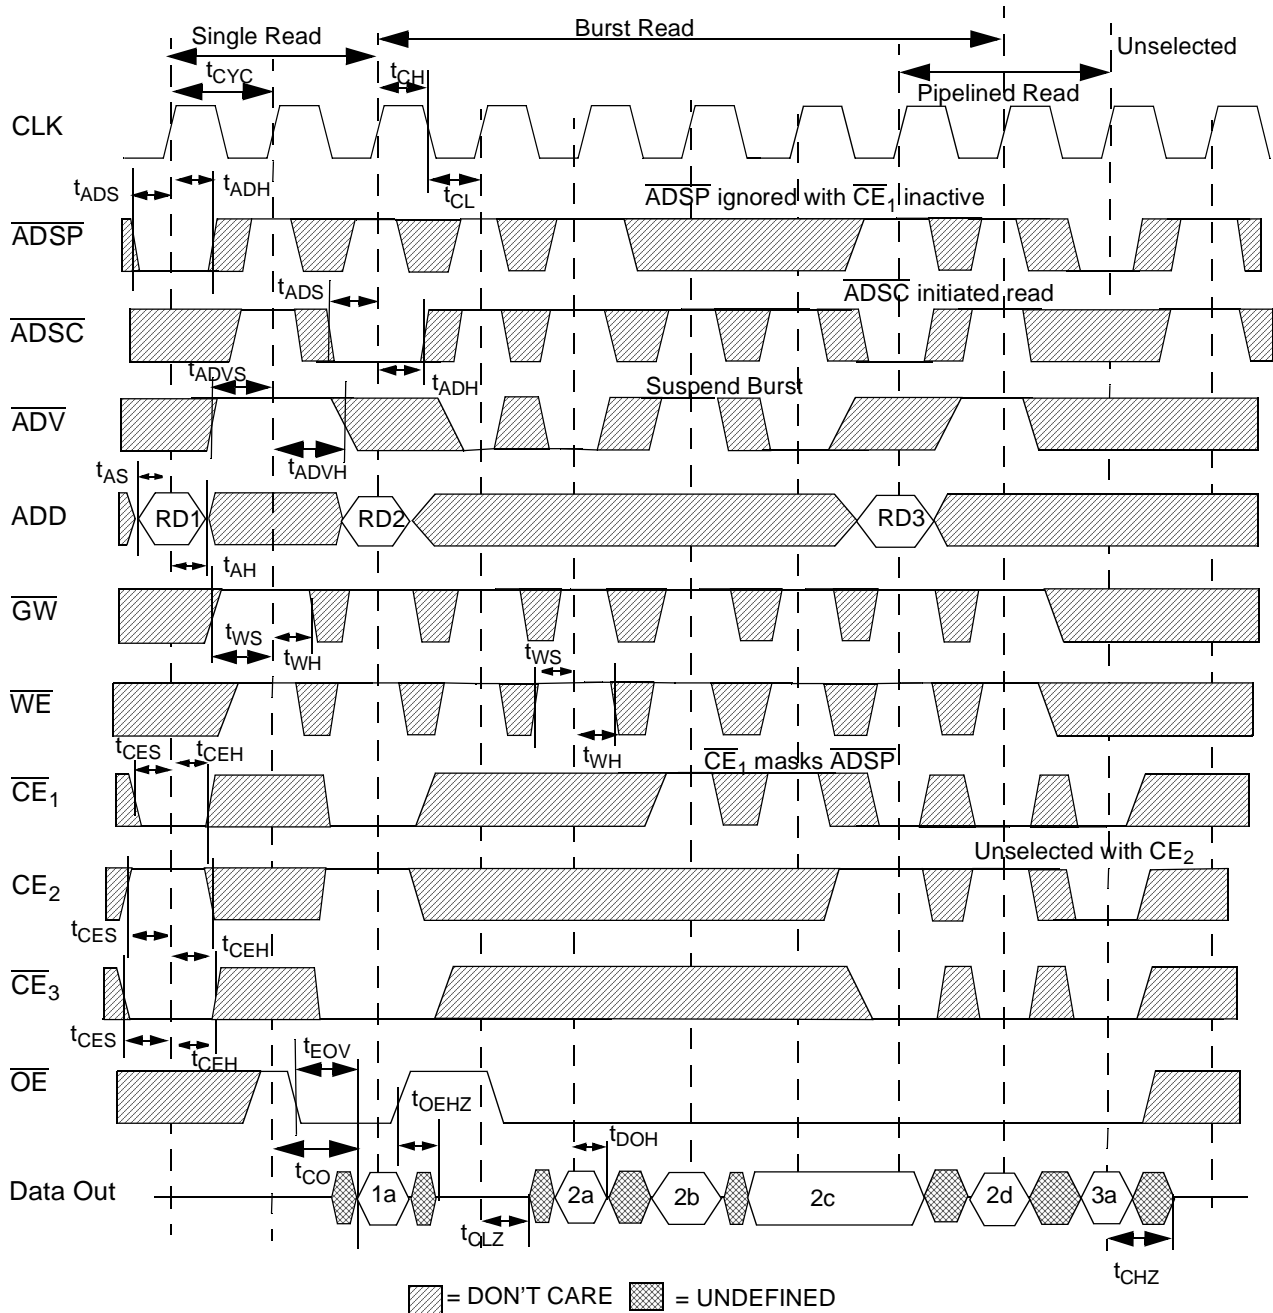 Burst Read
Single Read
Unselected
tCYC
tCH
Pipelined Read
CLK
tADS
tADH
tCL
ADSP ignored with CE1 inactive
ADSP
tADS
ADSC initiated read
ADSC
tADVS
tADH
Suspend Burst
ADV
tAS
tADVH
ADD
RD1
RD2
RD3
tAH
GW
tWS
tWH
tWS
WE
tCES
tCEH
tWH
CE1 masks ADSP
CE1
Unselected with CE2
CE2
tCES
tCEH
CE3
tCES
tCEH
tEOV
OE
tOEHZ
tDOH
tCO
Data Out
1a
2a
2b
2c
2d
3a
tCLZ
tCHZ
= DON'T CARE
= UNDEFINED